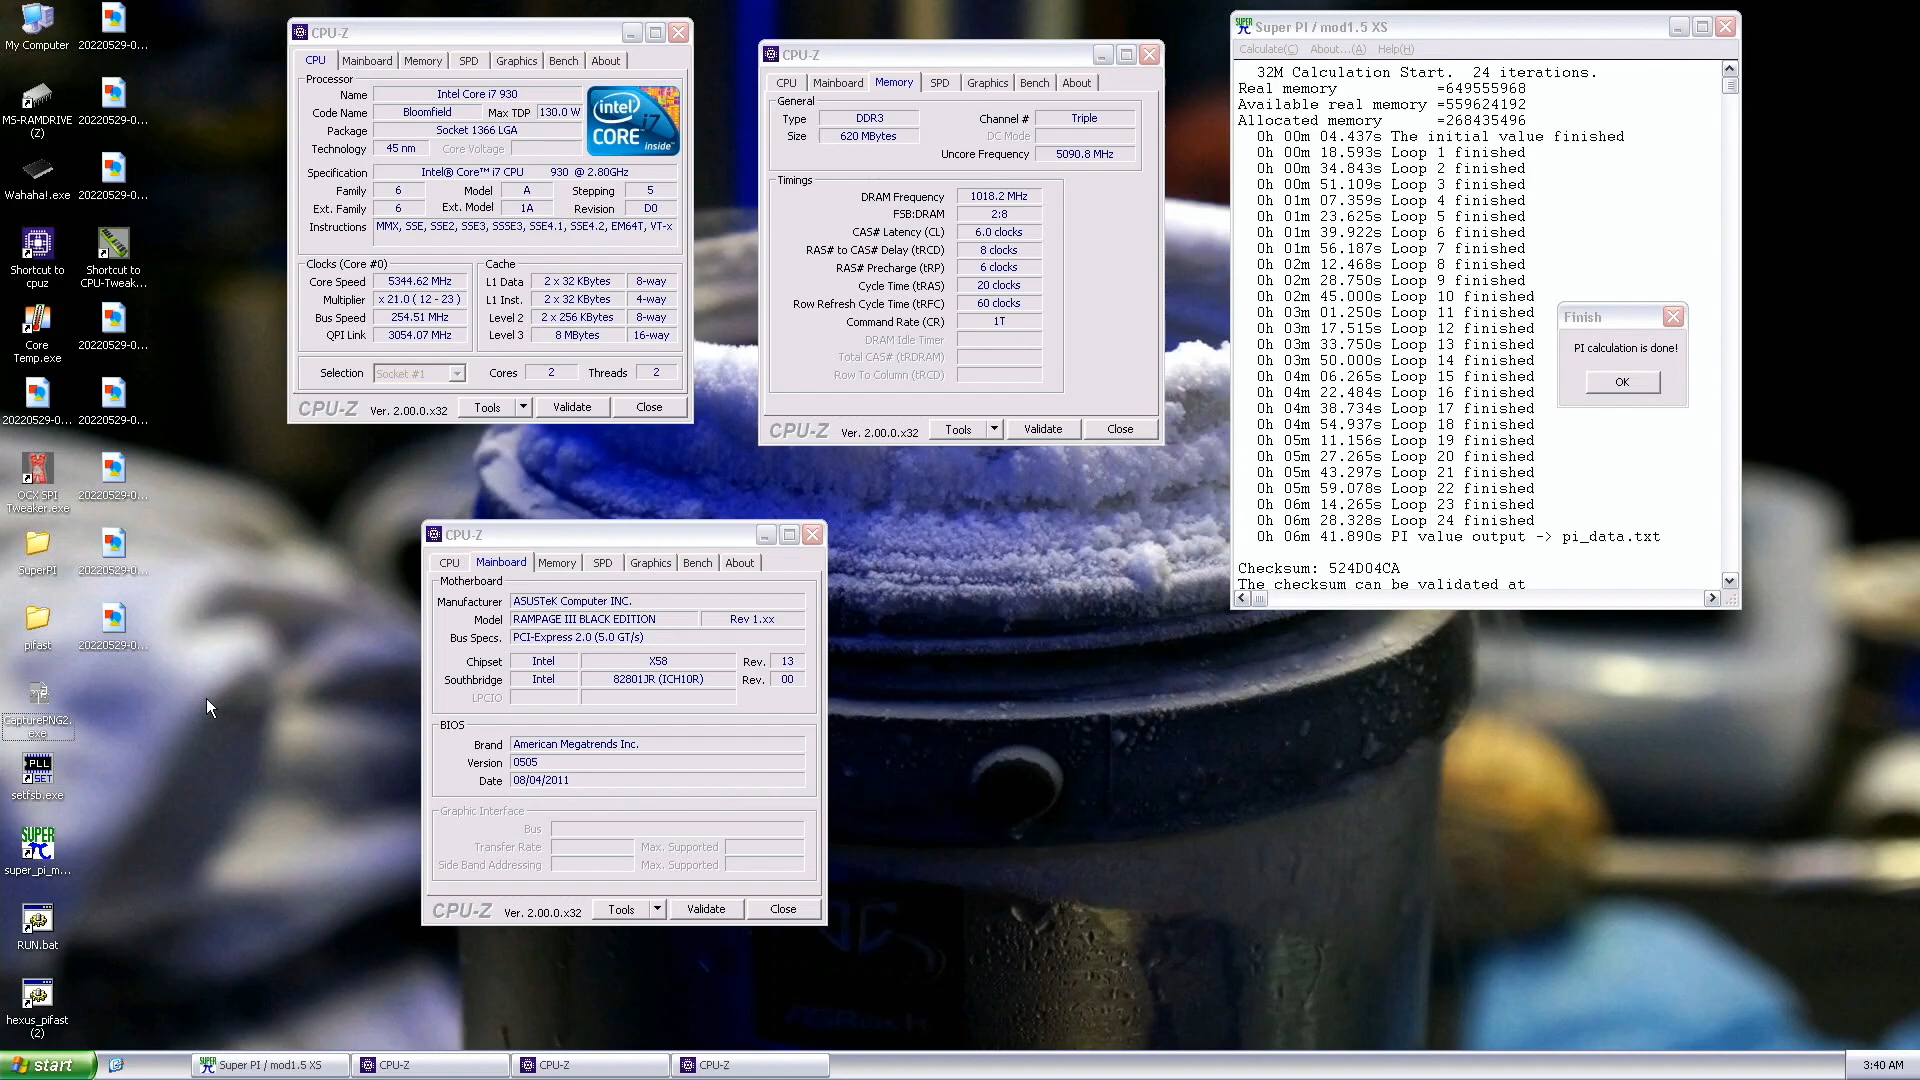 My Computer
20220529-0...
MS-RAMDRIVE
(Z)
20220529-0...
Wahaha!.exe
20220529-0...
Shortcut to
cpuz
Shortcut to
CPU-Tweak...
Core
Temp.exe
20220529-0...
20220529-0...
20220529-0...
OCX SPI
Tweaker.exe
20220529-0...
SuperPI
20220529-0...
pifast
20220529-0...
CapturePNG2.
exe
PLL
SET
setfsb.exe
SUPER
super_pi_m...
RUN.bat
hexus_pifast
(2)
CPU-Z
CPU Mainboard Memory SPD Graphics Bench About
Processor
Name Intel Core i7 930
Code Name Bloomfield Max TDP 130.0 W
Package Socket 1366 LGA
Technology 45 nm Core Voltage
intel
CORE i7
inside™
Specification Intel® Core™ i7 CPU 930 @ 2.80GHz
Family 6 Model A Stepping 5
Ext. Family 6 Ext. Model 1A Revision D0
Instructions MMX, SSE, SSE2, SSE3, SSSE3, SSE4.1, SSE4.2, EM64T, VT-x
Clocks (Core #0)
Core Speed 5344.62 MHz
Multiplier x 21.0 ( 12 - 23 )
Bus Speed 254.51 MHz
QPI Link 3054.07 MHz
Cache
L1 Data 2 x 32 KBytes 8-way
L1 Inst. 2 x 32 KBytes 4-way
Level 2 2 x 256 KBytes 8-way
Level 3 8 MBytes 16-way
Selection Socket #1 Cores 2 Threads 2
CPU-Z Ver. 2.00.0.x32 Tools Validate Close
CPU-Z
CPU Mainboard Memory SPD Graphics Bench About
General
Type DDR3 Channel # Triple
Size 620 MBytes DC Mode
Uncore Frequency 5090.8 MHz
Timings
DRAM Frequency 1018.2 MHz
FSB:DRAM 2:8
CAS# Latency (CL) 6.0 clocks
RAS# to CAS# Delay (tRCD) 8 clocks
RAS# Precharge (tRP) 6 clocks
Cycle Time (tRAS) 20 clocks
Row Refresh Cycle Time (tRFC) 60 clocks
Command Rate (CR) 1T
DRAM Idle Timer
Total CAS# (tRDRAM)
Row To Column (tRCD)
CPU-Z Ver. 2.00.0.x32 Tools Validate Close
CPU-Z
CPU Mainboard Memory SPD Graphics Bench About
Motherboard
Manufacturer ASUSTeK Computer INC.
Model RAMPAGE III BLACK EDITION Rev 1.xx
Bus Specs. PCI-Express 2.0 (5.0 GT/s)
Chipset Intel X58 Rev. 13
Southbridge Intel 82801JR (ICH10R) Rev. 00
LPCIO
BIOS
Brand American Megatrends Inc.
Version 0505
Date 08/04/2011
Graphic Interface
Bus
Transfer Rate Max. Supported
Side Band Addressing Max. Supported
CPU-Z Ver. 2.00.0.x32 Tools Validate Close
Super PI / mod1.5 XS
Calculate(C) About...(A) Help(H)
32M Calculation Start. 24 iterations.
Real memory =649555968
Available real memory =559624192
Allocated memory =268435496
0h 00m 04.437s The initial value finished
0h 00m 18.593s Loop 1 finished
0h 00m 34.843s Loop 2 finished
0h 00m 51.109s Loop 3 finished
0h 01m 07.359s Loop 4 finished
0h 01m 23.625s Loop 5 finished
0h 01m 39.922s Loop 6 finished
0h 01m 56.187s Loop 7 finished
0h 02m 12.468s Loop 8 finished
0h 02m 28.750s Loop 9 finished
0h 02m 45.000s Loop 10 finished
0h 03m 01.250s Loop 11 finished
0h 03m 17.515s Loop 12 finished
0h 03m 33.750s Loop 13 finished
0h 03m 50.000s Loop 14 finished
0h 04m 06.265s Loop 15 finished
0h 04m 22.484s Loop 16 finished
0h 04m 38.734s Loop 17 finished
0h 04m 54.937s Loop 18 finished
0h 05m 11.156s Loop 19 finished
0h 05m 27.265s Loop 20 finished
0h 05m 43.297s Loop 21 finished
0h 05m 59.078s Loop 22 finished
0h 06m 14.265s Loop 23 finished
0h 06m 28.328s Loop 24 finished
0h 06m 41.890s PI value output -> pi_data.txt
Checksum: 524D04CA
The checksum can be validated at
Finish
PI calculation is done!
OK
start
Super PI / mod1.5 XS
CPU-Z
CPU-Z
CPU-Z
3:40 AM